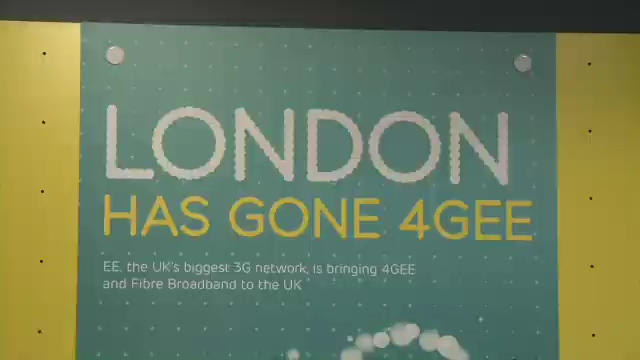 LONDON
HAS GONE 4GEE
EE, the UK's biggest 3G network, is bringing 4GEE
and Fibre Broadband to the UK